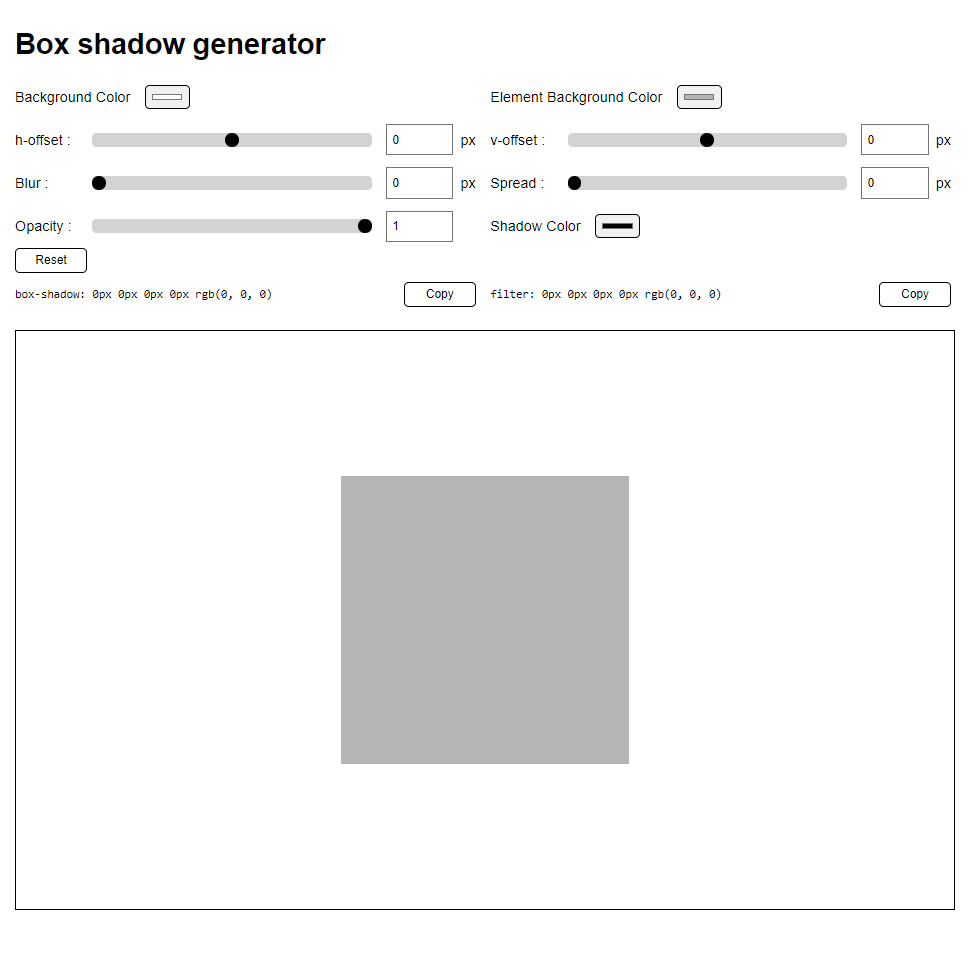 Box shadow generator
Background Color Element Background Color
h-offset : 0 px v-offset : 0 px
Blur : 0 px Spread : 0 px
Opacity : 1 Shadow Color
Reset
box-shadow: 0px 0px 0px 0px rgb(0, 0, 0) Copy filter: 0px 0px 0px 0px rgb(0, 0, 0) Copy